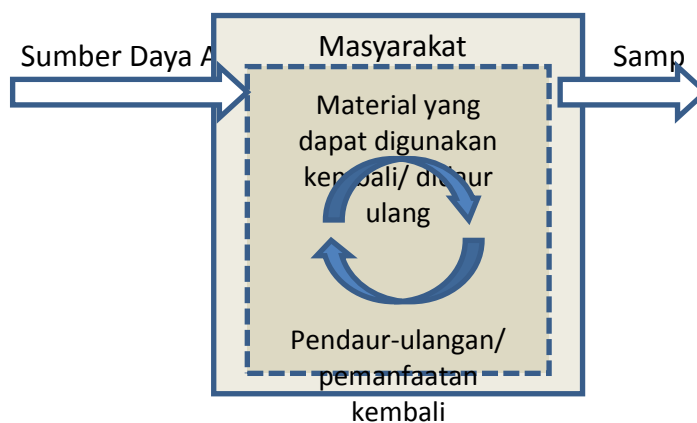 Masyarakat
Sumber Daya A
Samp
Material yang
dapat digunakan
kembali/ didaur
ulang
Pendaur-ulangan/
pemanfaatan
kembali